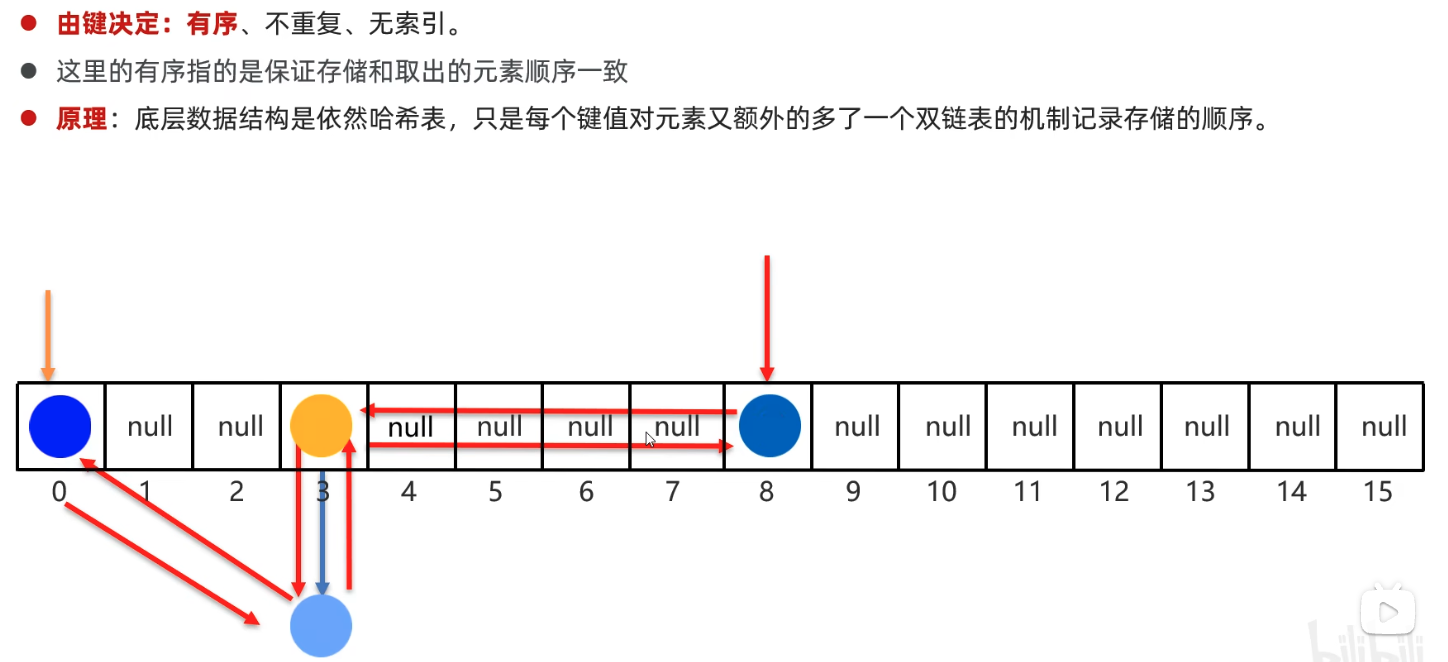 由键决定：有序、不重复、无索引。
这里的有序指的是保证存储和取出的元素顺序一致
原理：底层数据结构是依然哈希表，只是每个键值对元素又额外的多了一个双链表的机制记录存储的顺序。
null null null null null null null null null null null null null
0 1 2 3 4 5 6 7 8 9 10 11 12 13 14 15
bilibili